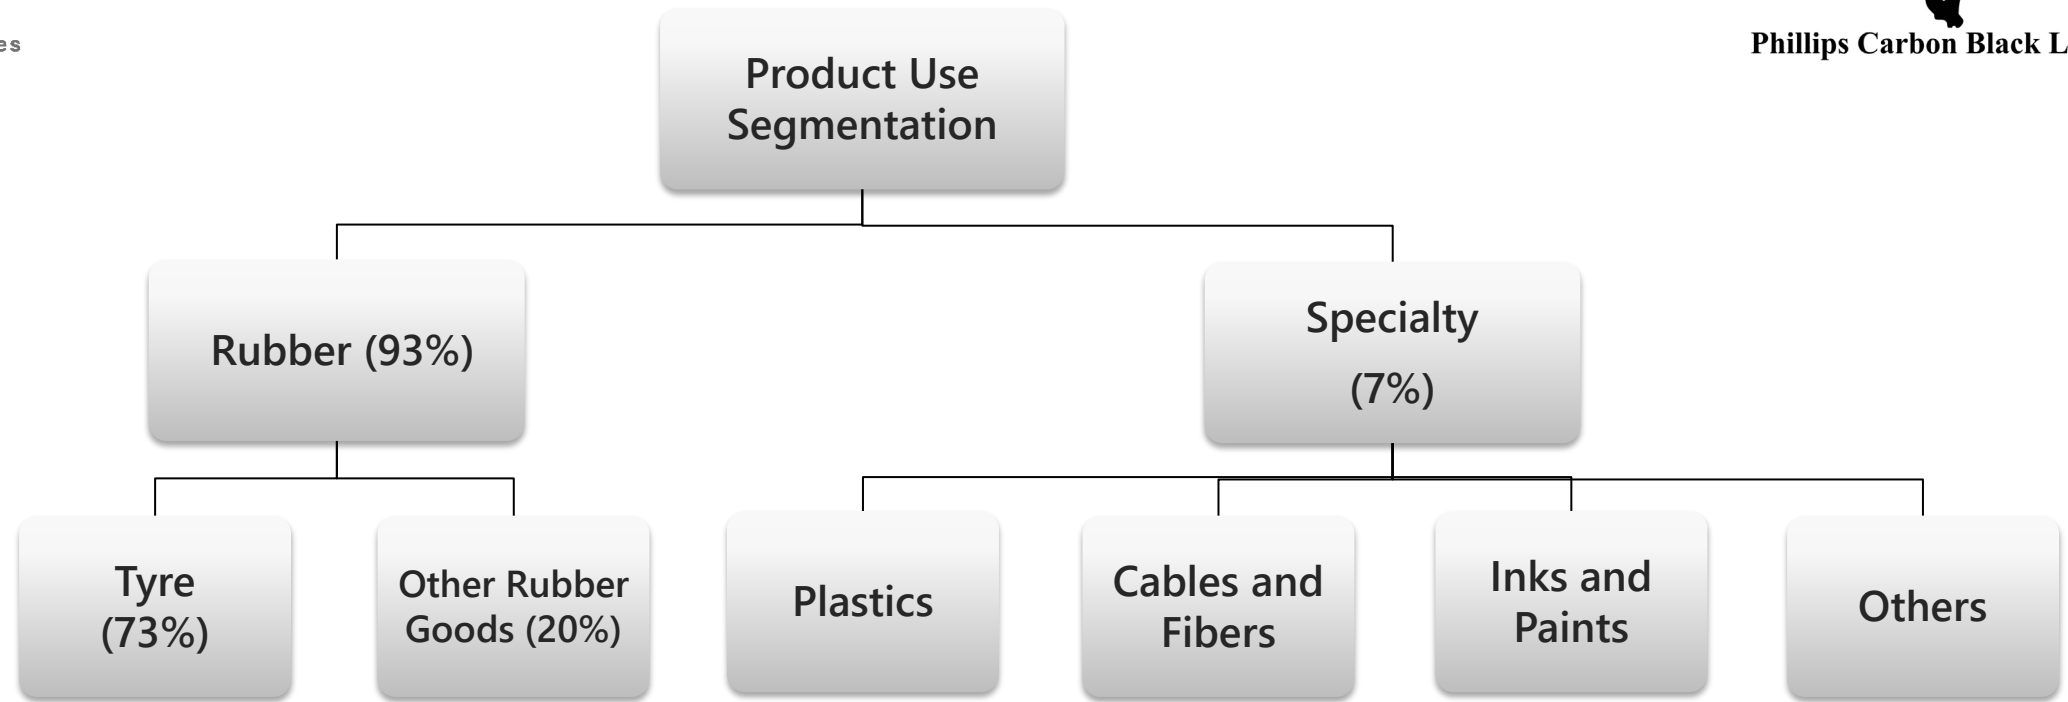 es
Phillips Carbon Black L
Product Use
Segmentation
Rubber (93%)
Specialty
(7%)
Tyre
(73%)
Other Rubber
Goods (20%)
Plastics
Cables and
Fibers
Inks and
Paints
Others